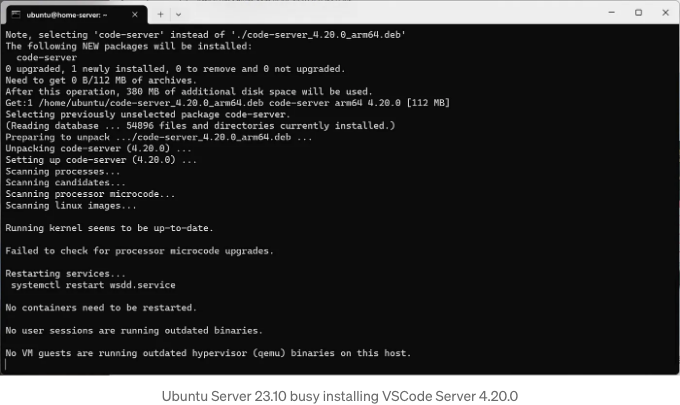 ubuntu@home-server: ~
Note, selecting 'code-server' instead of './code-server_4.20.0_arm64.deb'
The following NEW packages will be installed:
  code-server
0 upgraded, 1 newly installed, 0 to remove and 0 not upgraded.
Need to get 0 B/112 MB of archives.
After this operation, 380 MB of additional disk space will be used.
Get:1 /home/ubuntu/code-server_4.20.0_arm64.deb code-server arm64 4.20.0 [112 MB]
Selecting previously unselected package code-server.
(Reading database ... 54896 files and directories currently installed.)
Preparing to unpack .../code-server_4.20.0_arm64.deb ...
Unpacking code-server (4.20.0) ...
Setting up code-server (4.20.0) ...
Scanning processes...
Scanning candidates...
Scanning processor microcode...
Scanning linux images...
Running kernel seems to be up-to-date.
Failed to check for processor microcode upgrades.
Restarting services...
 systemctl restart wsdd.service
No containers need to be restarted.
No user sessions are running outdated binaries.
No VM guests are running outdated hypervisor (qemu) binaries on this host.
Ubuntu Server 23.10 busy installing VSCode Server 4.20.0